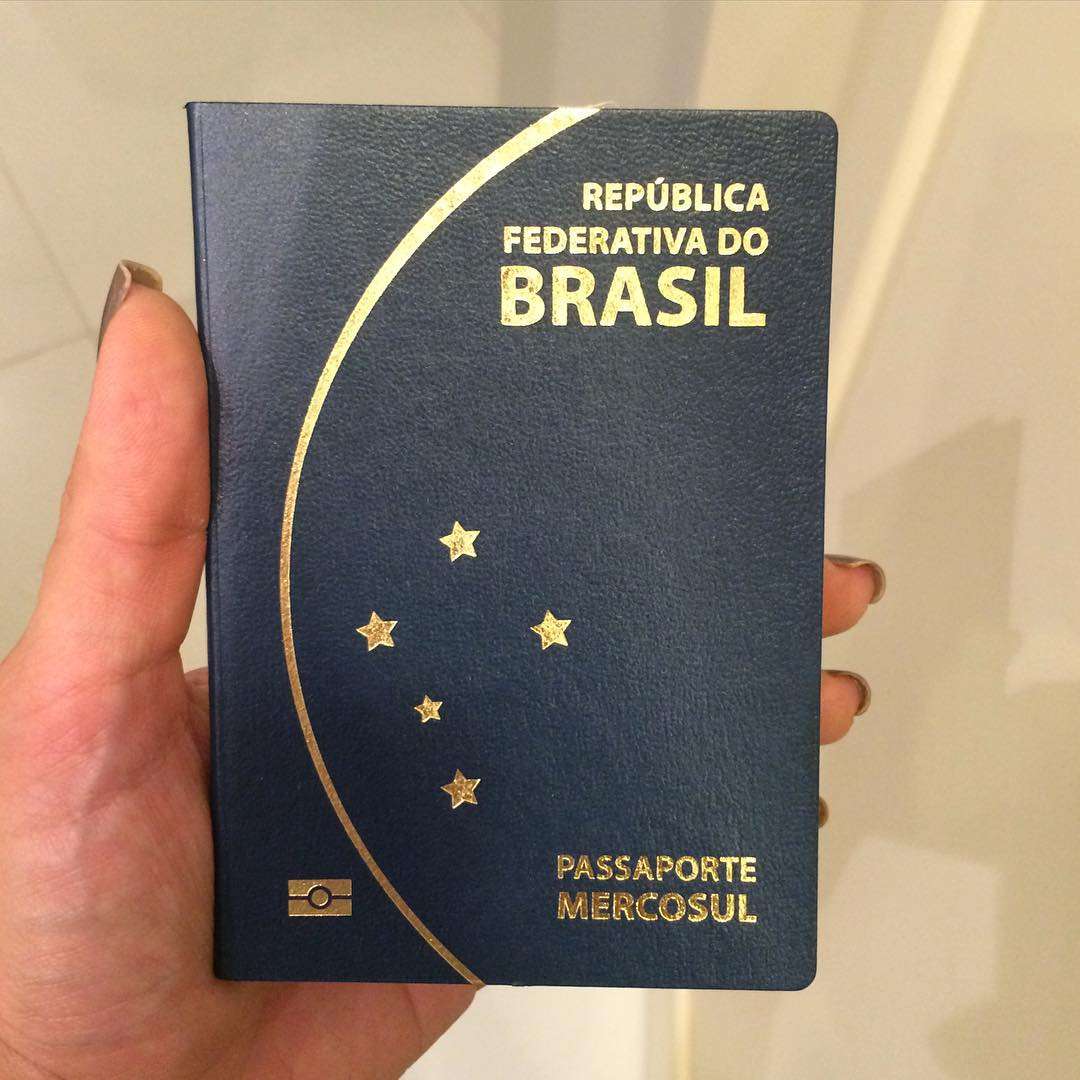 REPÚBLICA
FEDERATIVA DO
BRASIL
PASSAPORTE
MERCOSUL